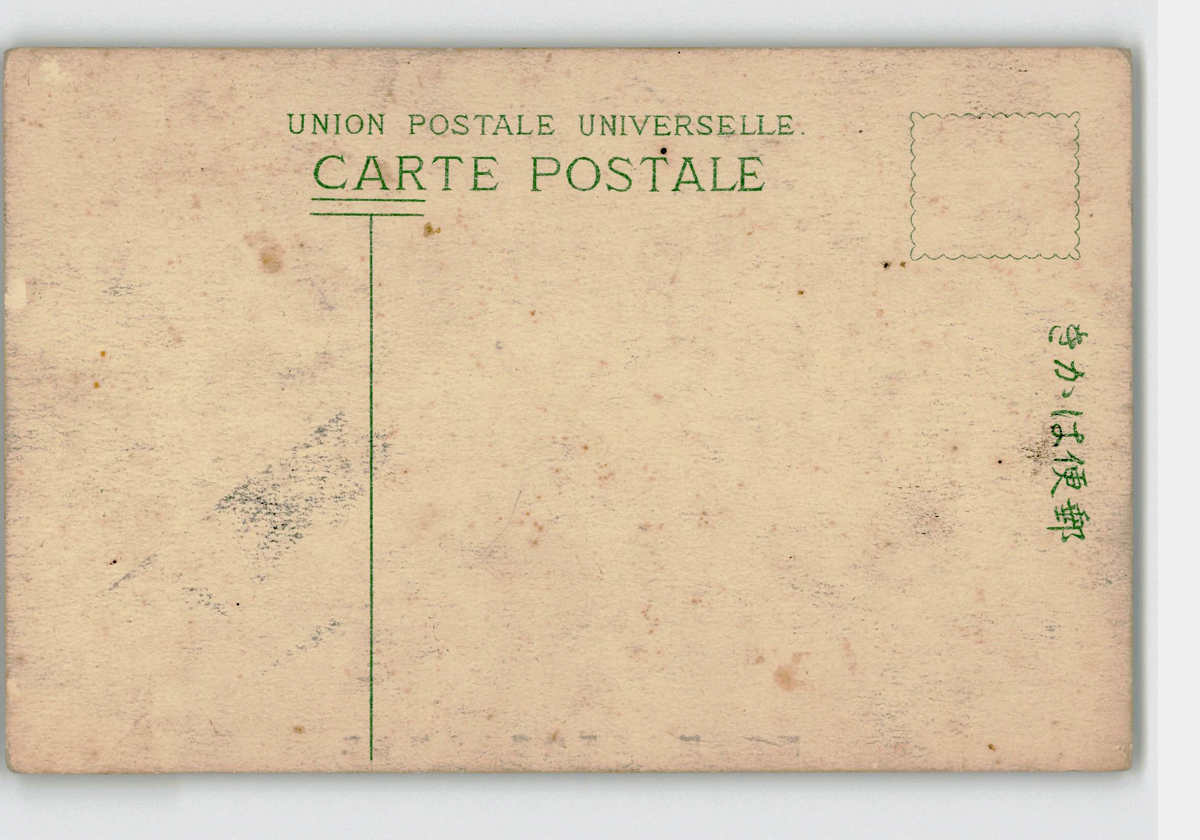 UNION POSTALE UNIVERSELLE.
CARTE POSTALE
郵便はかき